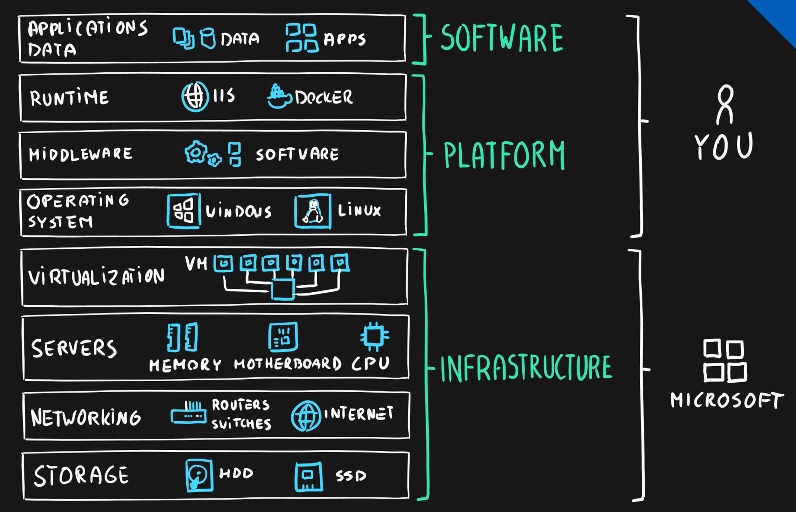 APPLICATIONS
DATA
DATA
APPS
SOFTWARE
RUNTIME
IIS
DOCKER
MIDDLEWARE
SOFTWARE
PLATFORM
YOU
OPERATING
SYSTEM
WINDOWS
LINUX
VIRTUALIZATION
VM
SERVERS
MEMORY
MOTHERBOARD
CPU
INFRASTRUCTURE
MICROSOFT
NETWORKING
ROUTERS
SWITCHES
INTERNET
STORAGE
HDD
SSD